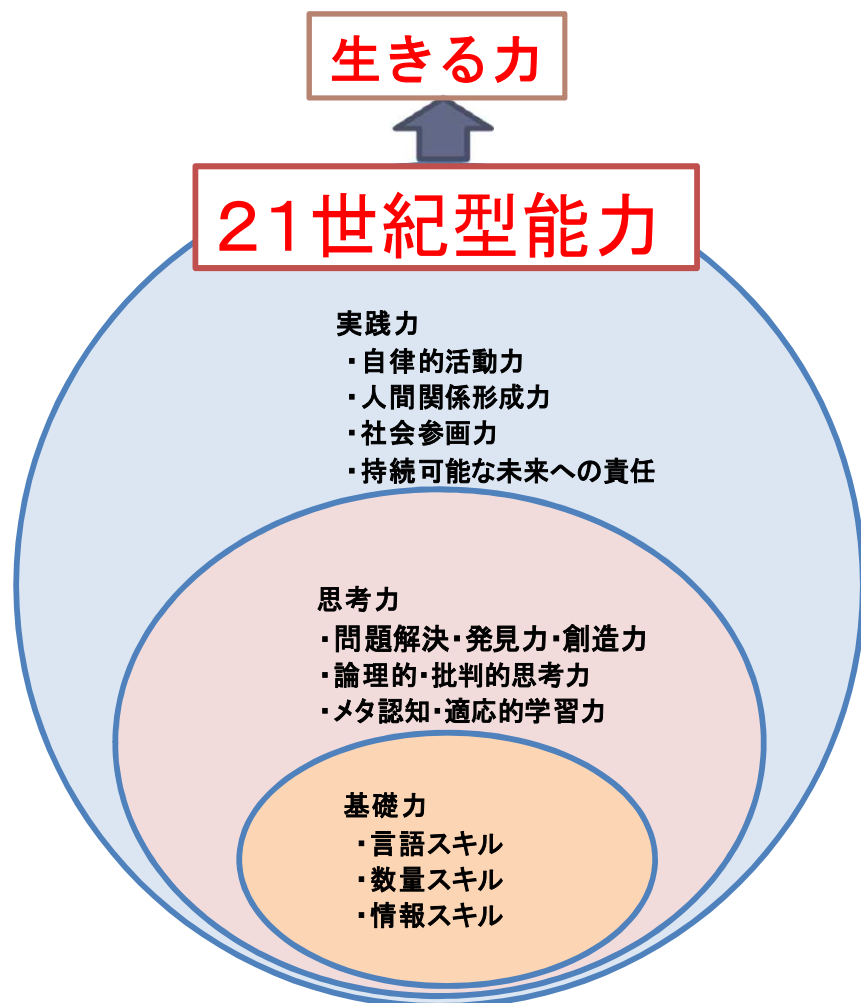 生きる力
21世紀型能力
実践力
・自律的活動力
・人間関係形成力
・社会参画力
・持続可能な未来への責任
思考力
・問題解決・発見力・創造力
・論理的・批判的思考力
・メタ認知・適応的学習力
基礎力
・言語スキル
・数量スキル
・情報スキル